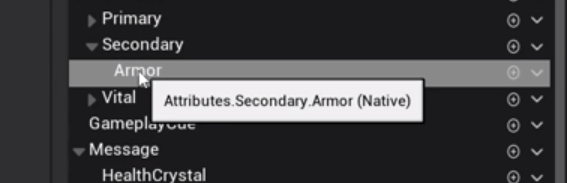 Primary
Secondary
Armor
Attributes.Secondary.Armor (Native)
Vital
GameplayCue
Message
HealthCrystal